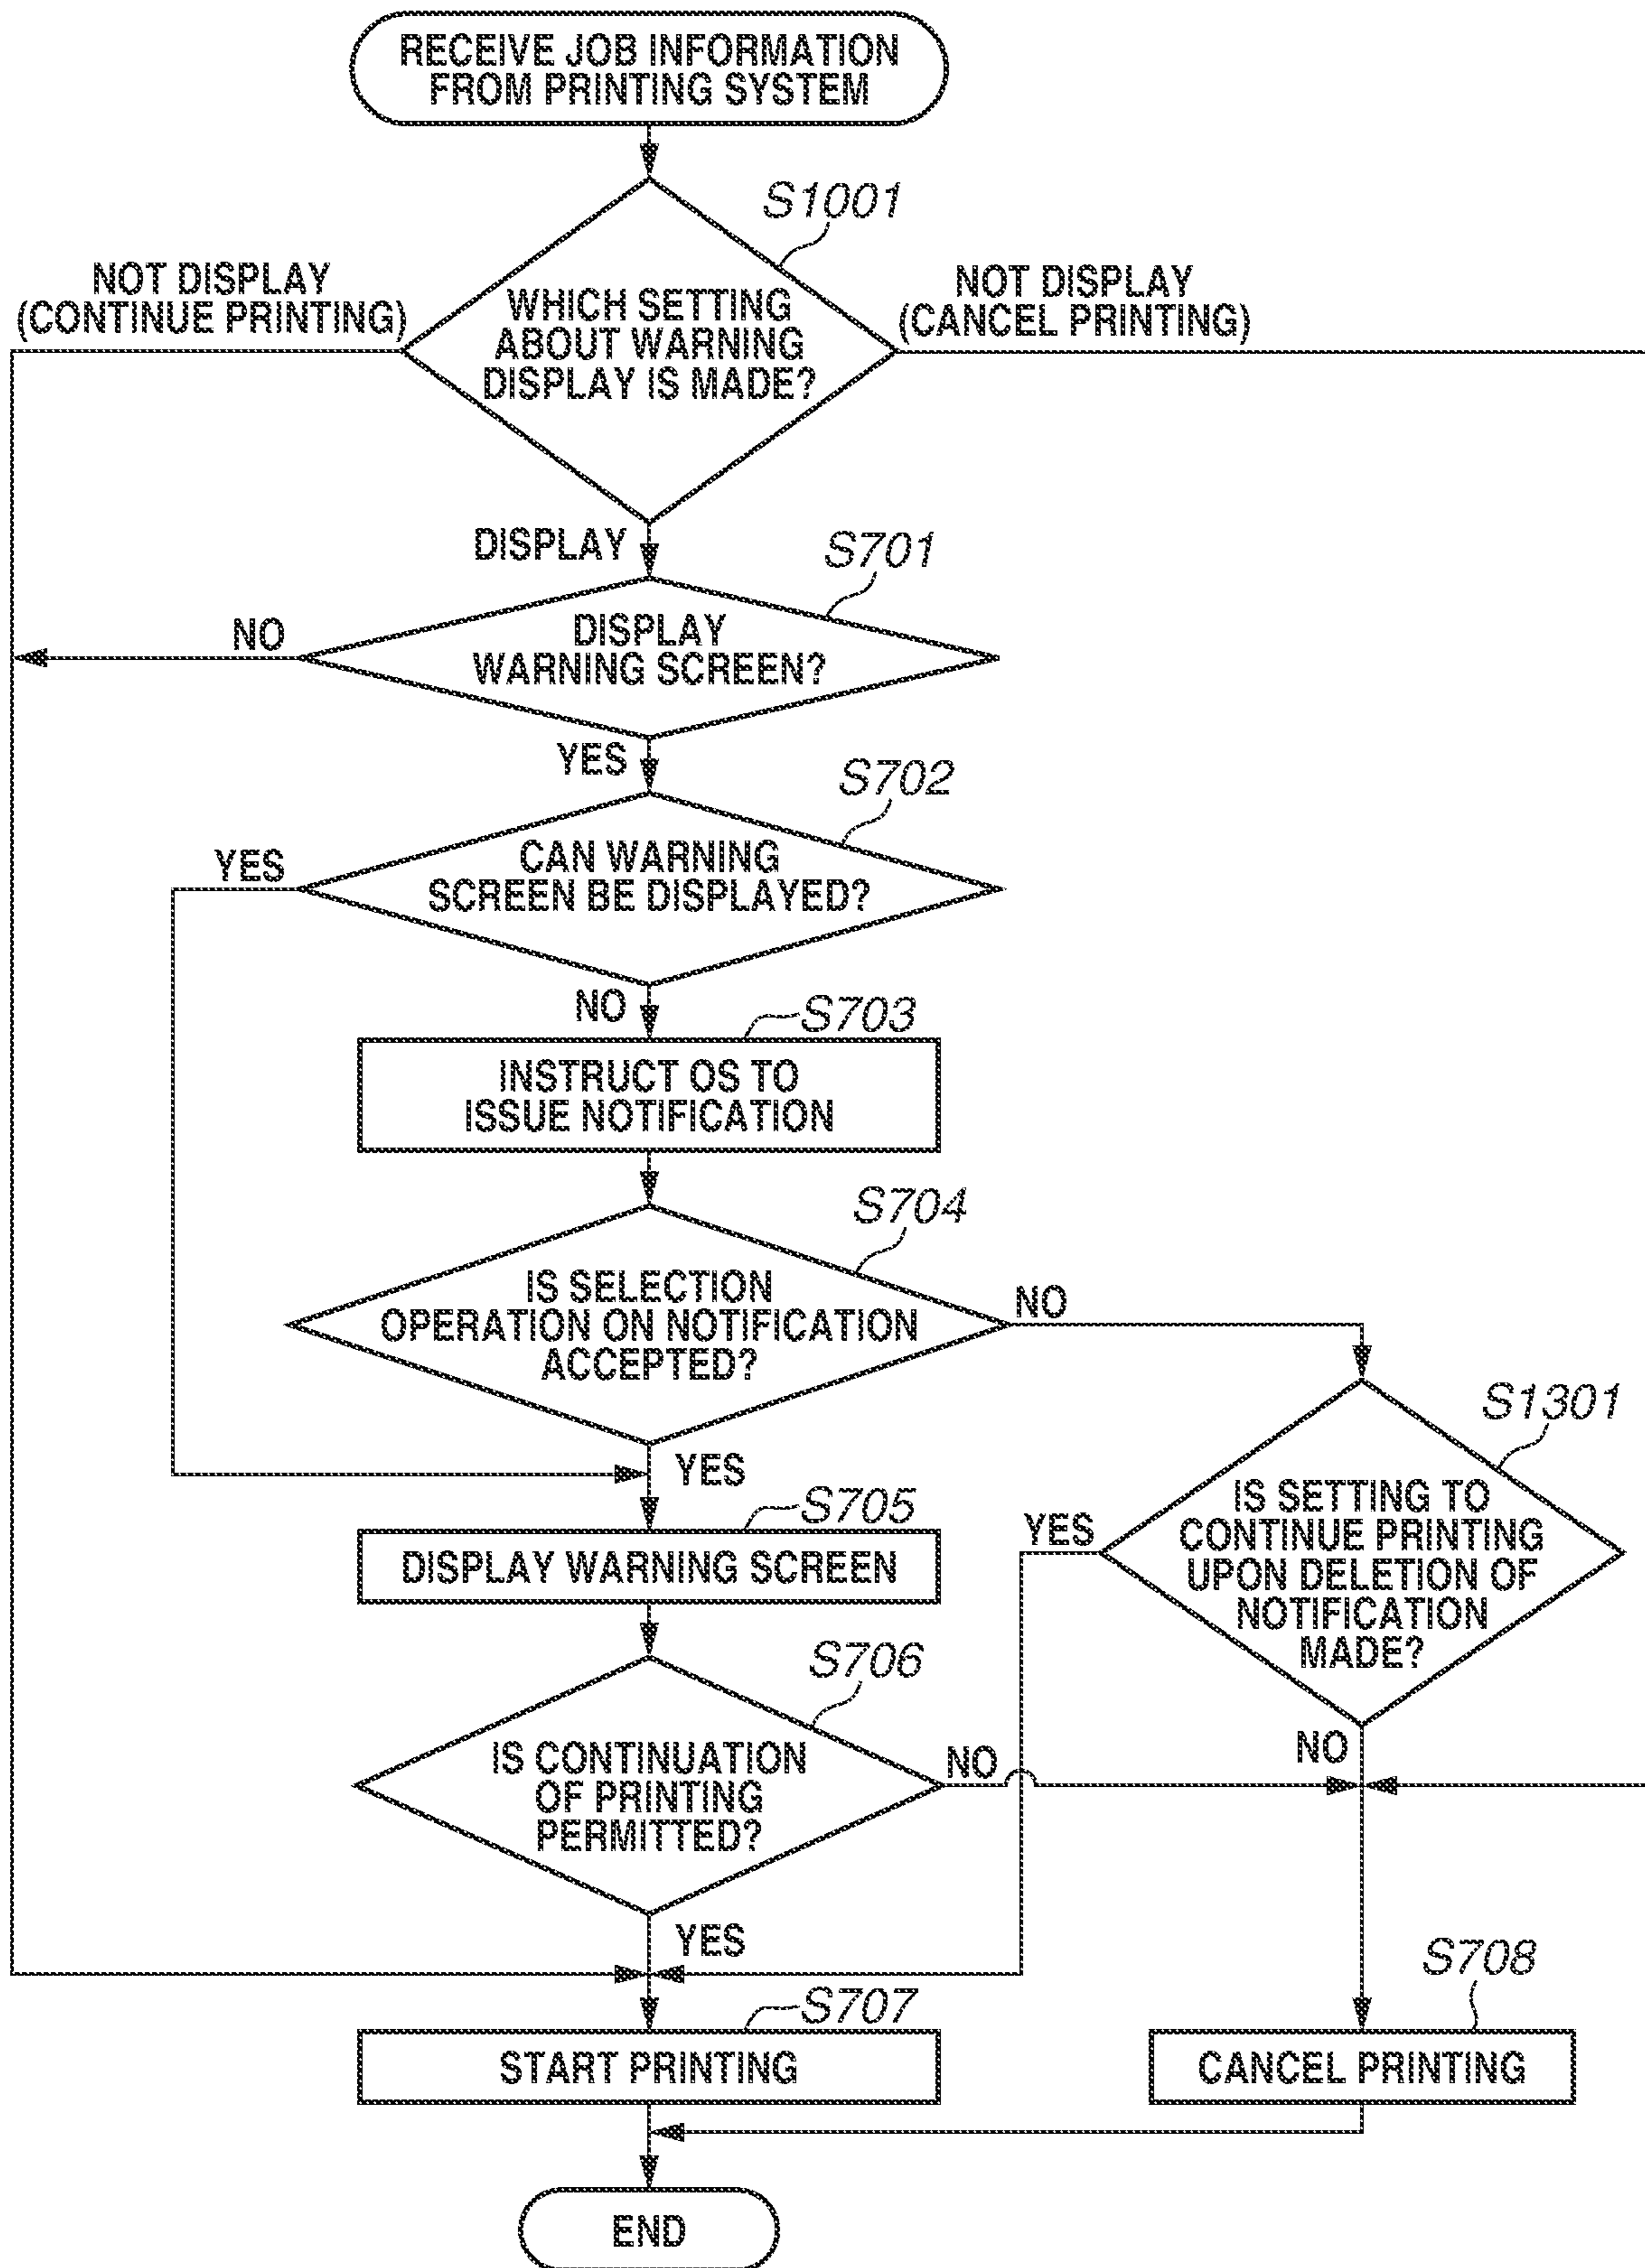 RECEIVE JOB INFORMATION
FROM PRINTING SYSTEM
S1001
NOT DISPLAY
(CONTINUE PRINTING)
WHICH SETTING
ABOUT WARNING
DISPLAY IS MADE?
NOT DISPLAY
(CANCEL PRINTING)
DISPLAY
S701
NO
DISPLAY
WARNING SCREEN?
YES
S702
YES
CAN WARNING
SCREEN BE DISPLAYED?
NO
S703
INSTRUCT OS TO
ISSUE NOTIFICATION
S704
IS SELECTION
OPERATION ON NOTIFICATION
ACCEPTED?
NO
YES
S1301
IS SETTING TO
CONTINUE PRINTING
UPON DELETION OF
NOTIFICATION
MADE?
YES
NO
S705
DISPLAY WARNING SCREEN
S706
IS CONTINUATION
OF PRINTING
PERMITTED?
NO
YES
S707
START PRINTING
S708
CANCEL PRINTING
END